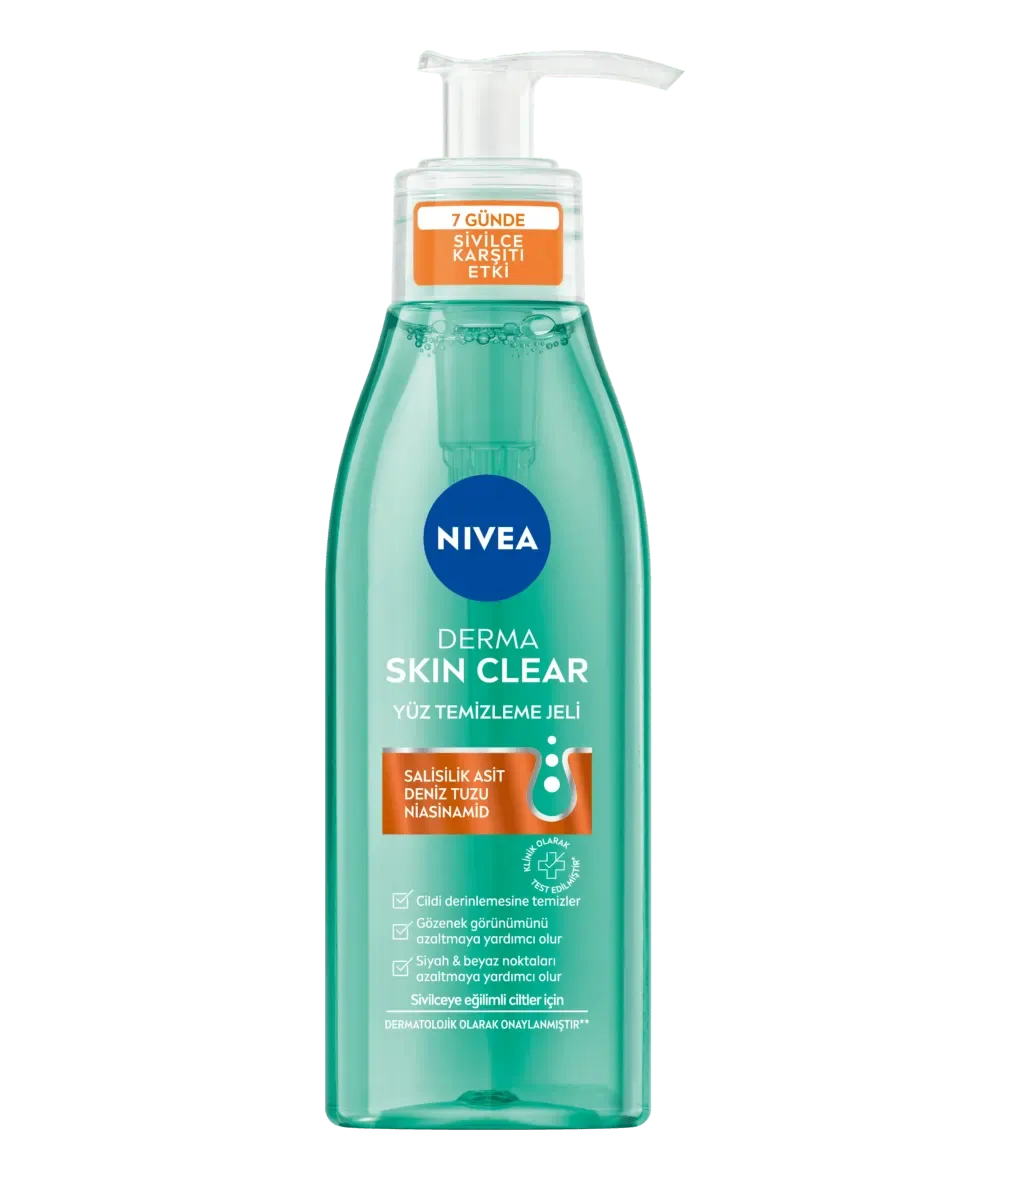 7 GÜNDE
SİVİLCE
KARŞITI
ETKİ
NIVEA
DERMA
SKIN CLEAR
YÜZ TEMİZLEME JELİ
SALİSİLİK ASİT
DENİZ TUZU
NİASİNAMİD
KLİNİK OLARAK
TEST EDİLMİŞTİR*
Cildi derinlemesine temizler
Gözenek görünümünü
azaltmaya yardımcı olur
Siyah & beyaz noktaları
azaltmaya yardımcı olur
Sivilceye eğilimli ciltler için
DERMATOLOJİK OLARAK ONAYLANMIŞTIR**